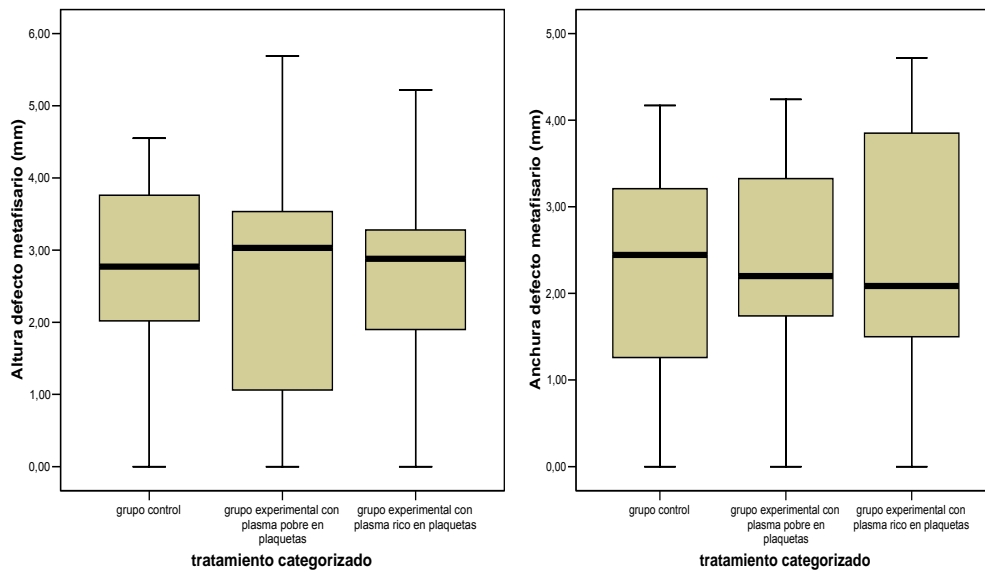 Altura defecto metafisario (mm)
6,00
5,00
4,00
3,00
2,00
1,00
0,00
grupo control
grupo experimental con
plasma pobre en
plaquetas
grupo experimental con
plasma rico en plaquetas
tratamiento categorizado
Anchura defecto metafisario (mm)
5,00
4,00
3,00
2,00
1,00
0,00
grupo control
grupo experimental con
plasma pobre en
plaquetas
grupo experimental con
plasma rico en plaquetas
tratamiento categorizado